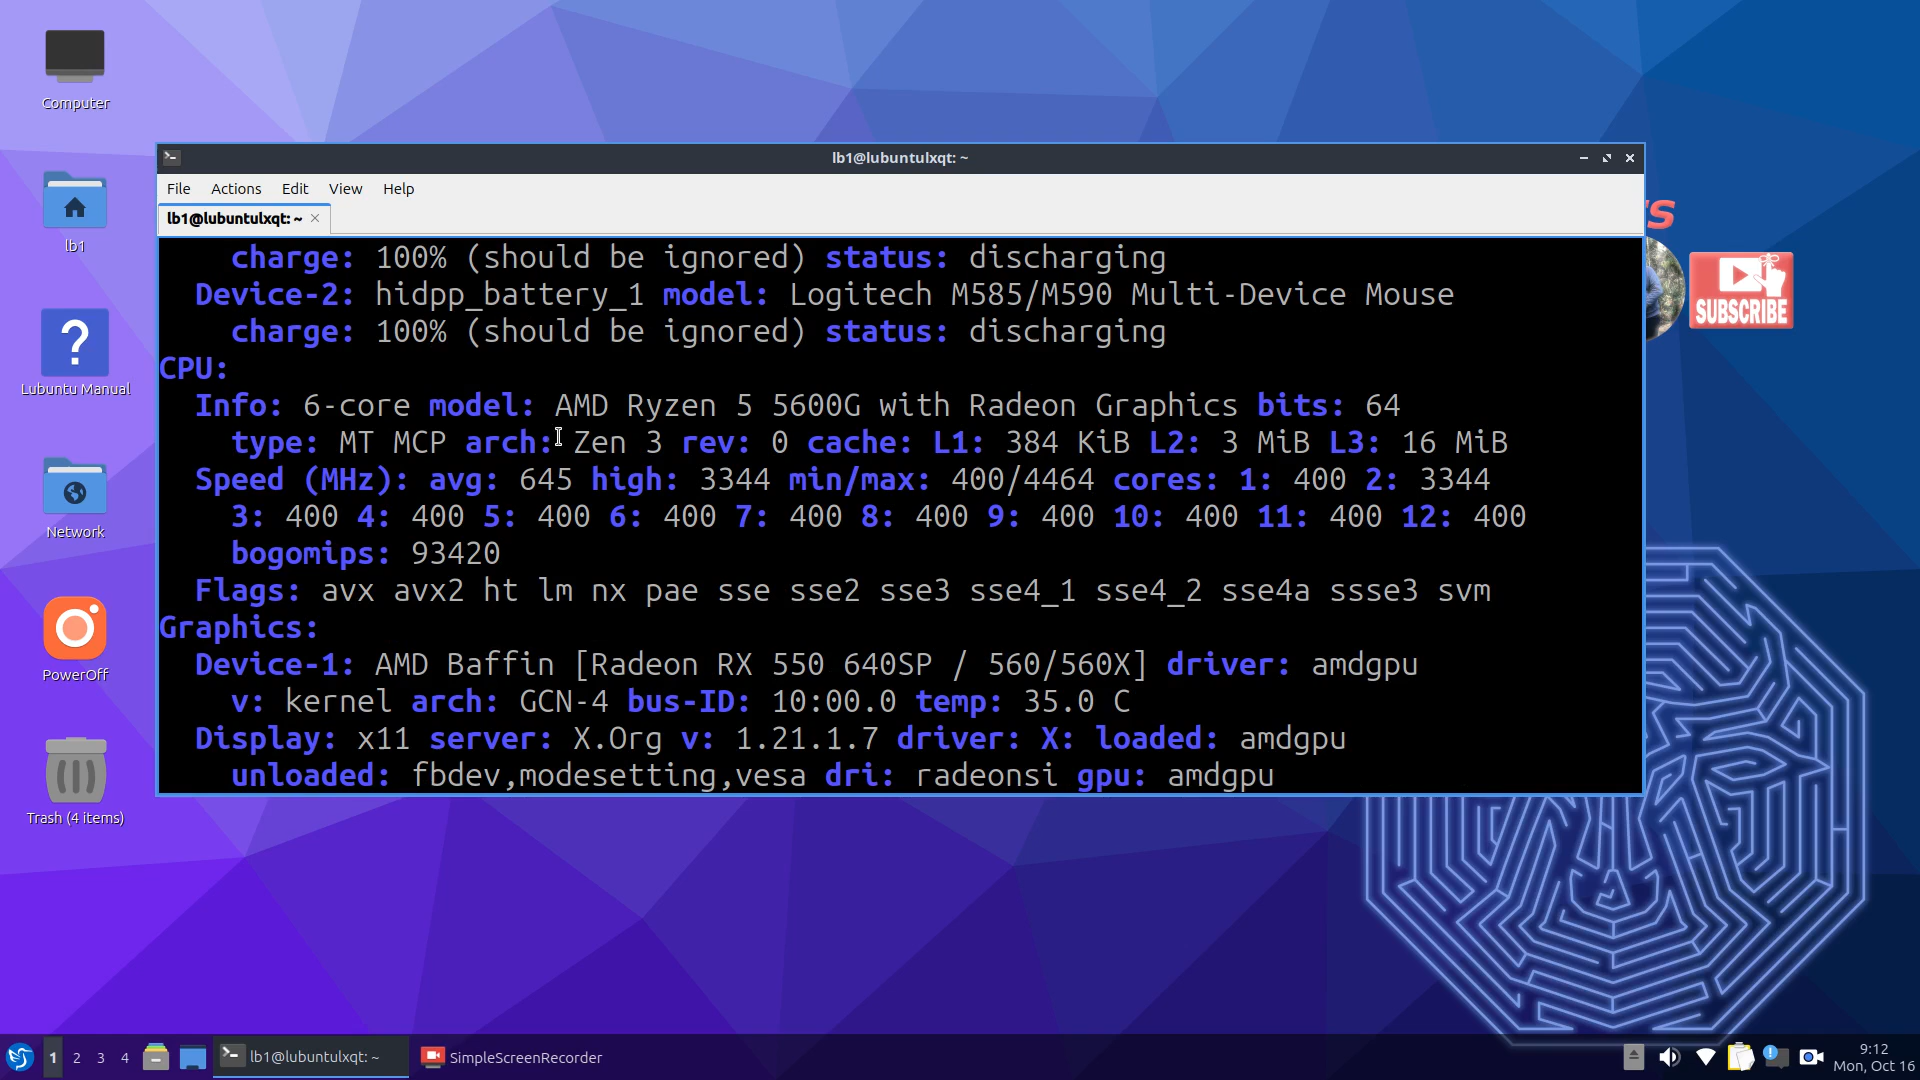 Computer
lb1
Lubuntu Manual
Network
PowerOff
Trash (4 items)
lb1@lubuntulxqt: ~
File Actions Edit View Help
lb1@lubuntulxqt: ~
charge: 100% (should be ignored) status: discharging
Device-2: hidpp_battery_1 model: Logitech M585/M590 Multi-Device Mouse
charge: 100% (should be ignored) status: discharging
CPU:
Info: 6-core model: AMD Ryzen 5 5600G with Radeon Graphics bits: 64
type: MT MCP arch: Zen 3 rev: 0 cache: L1: 384 KiB L2: 3 MiB L3: 16 MiB
Speed (MHz): avg: 645 high: 3344 min/max: 400/4464 cores: 1: 400 2: 3344
3: 400 4: 400 5: 400 6: 400 7: 400 8: 400 9: 400 10: 400 11: 400 12: 400
bogomips: 93420
Flags: avx avx2 ht lm nx pae sse sse2 sse3 sse4_1 sse4_2 sse4a ssse3 svm
Graphics:
Device-1: AMD Baffin [Radeon RX 550 640SP / 560/560X] driver: amdgpu
v: kernel arch: GCN-4 bus-ID: 10:00.0 temp: 35.0 C
Display: x11 server: X.Org v: 1.21.1.7 driver: X: loaded: amdgpu
unloaded: fbdev,modesetting,vesa dri: radeonsi gpu: amdgpu
SUBSCRIBE
1 2 3 4
lb1@lubuntulxqt: ~
SimpleScreenRecorder
9:12
Mon, Oct 16